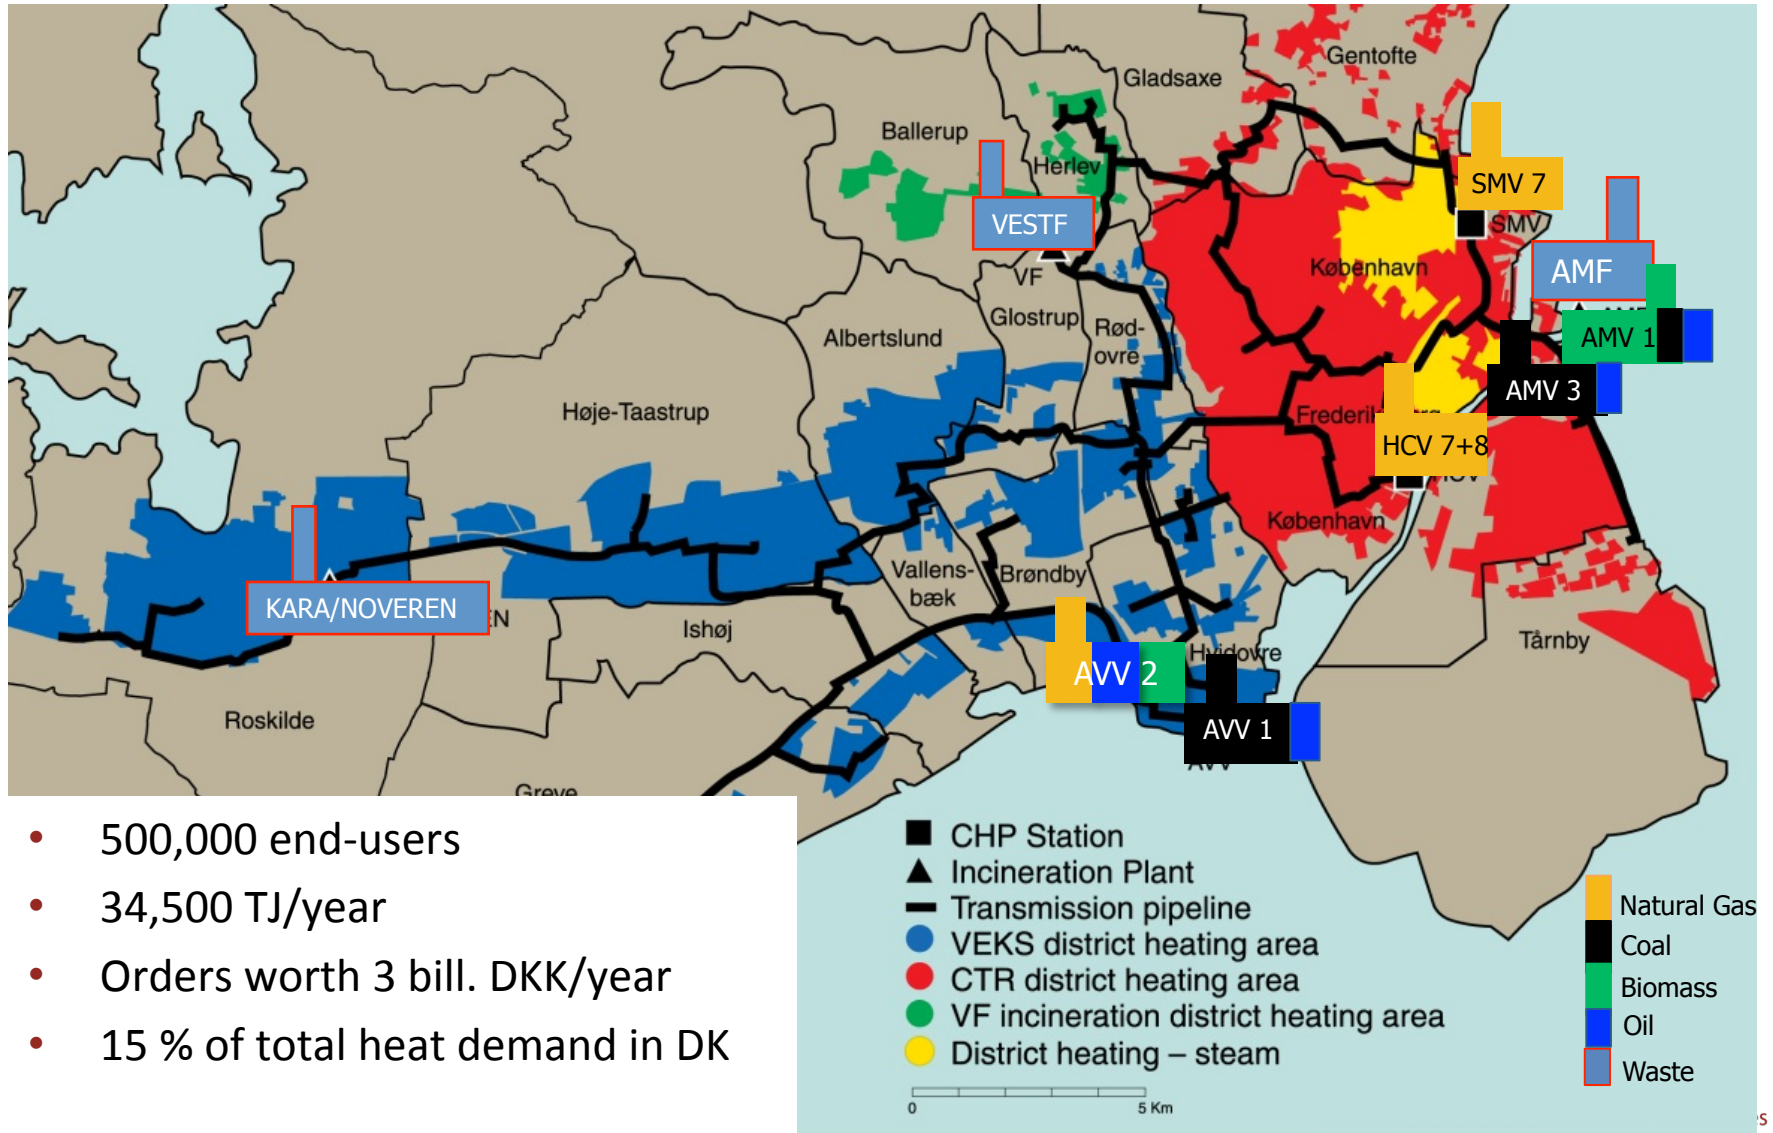 Gentofte
Gladsaxe
Ballerup
Herlev
SMV 7
VESTF
SMV
AMF
VF
København
Glostrup
Rød-
ovre
Albertslund
AMV 1
AMV 3
Høje-Taastrup
HCV 7+8
København
Vallens-
bæk
Brøndby
KARA/NOVEREN
EN
Ishøj
Hvidovre
Tårnby
AVV 2
Roskilde
AVV 1
Greve
• 500,000 end-users
• 34,500 TJ/year
• Orders worth 3 bill. DKK/year
• 15 % of total heat demand in DK
CHP Station
Incineration Plant
Transmission pipeline
VEKS district heating area
CTR district heating area
VF incineration district heating area
District heating – steam
0 5 Km
Natural Gas
Coal
Biomass
Oil
Waste
es